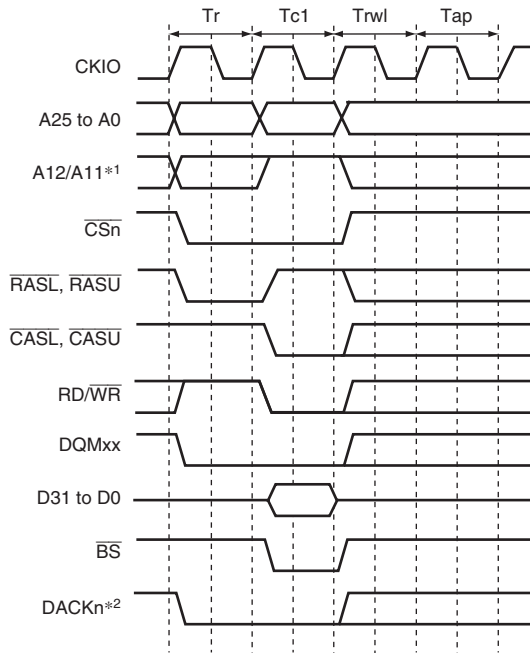 Tr Tc1 Trwl Tap
CKIO
A25 to A0
A12/A11*1
CSn
RASL, RASU
CASL, CASU
RD/WR
DQMxx
D31 to D0
BS
DACKn*2